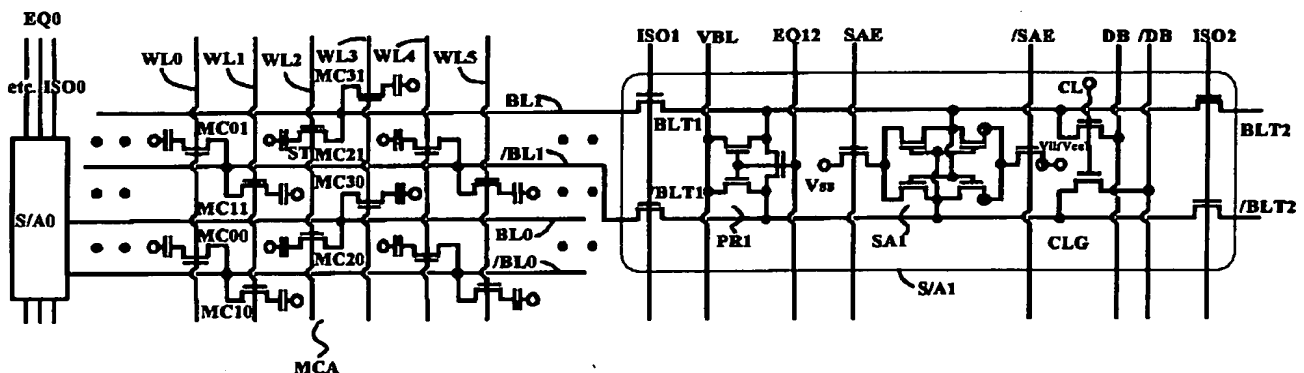 EQ0
etc. ISO0
S/A0
WL0
WL1
WL2
WL3
WL4
WL5
MC31
MC01
ST
MC21
MC11
MC30
MC00
MC20
MC10
MCA
BL1
/BL1
BL0
/BL0
ISO1
VBL
EQ12
SAE
/SAE
DB
/DB
ISO2
BLT1
/BLT1
Vss
CL
BLT2
/BLT2
PR1
SA1
CLG
S/A1